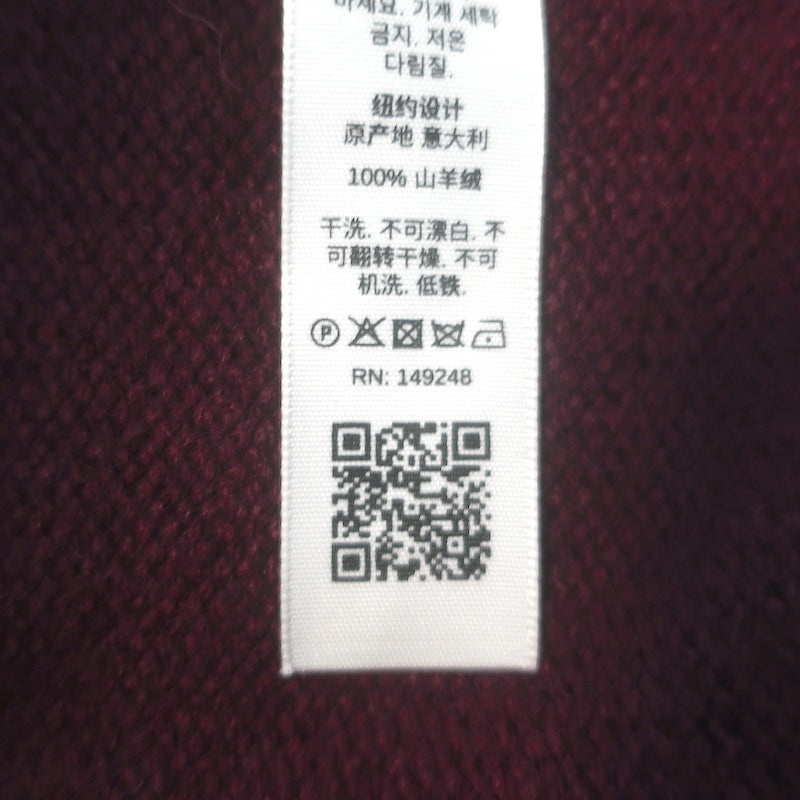 마세요. 기계 세탁
금지. 저온
다림질.
纽约设计
原产地 意大利
100% 山羊绒
干洗. 不可漂白. 不
可翻转干燥. 不可
机洗. 低铁.
P
RN: 149248